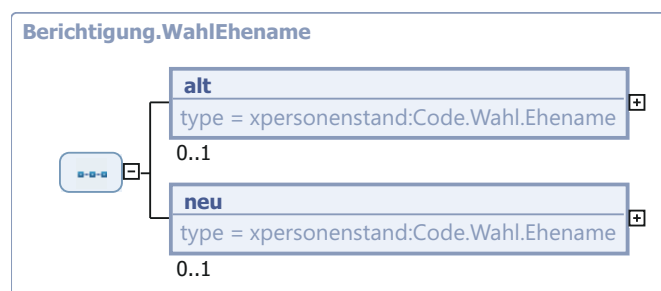 Berichtigung.WahlEhename
alt
type = xpersonenstand:Code.Wahl.Ehename
0..1
neu
type = xpersonenstand:Code.Wahl.Ehename
0..1